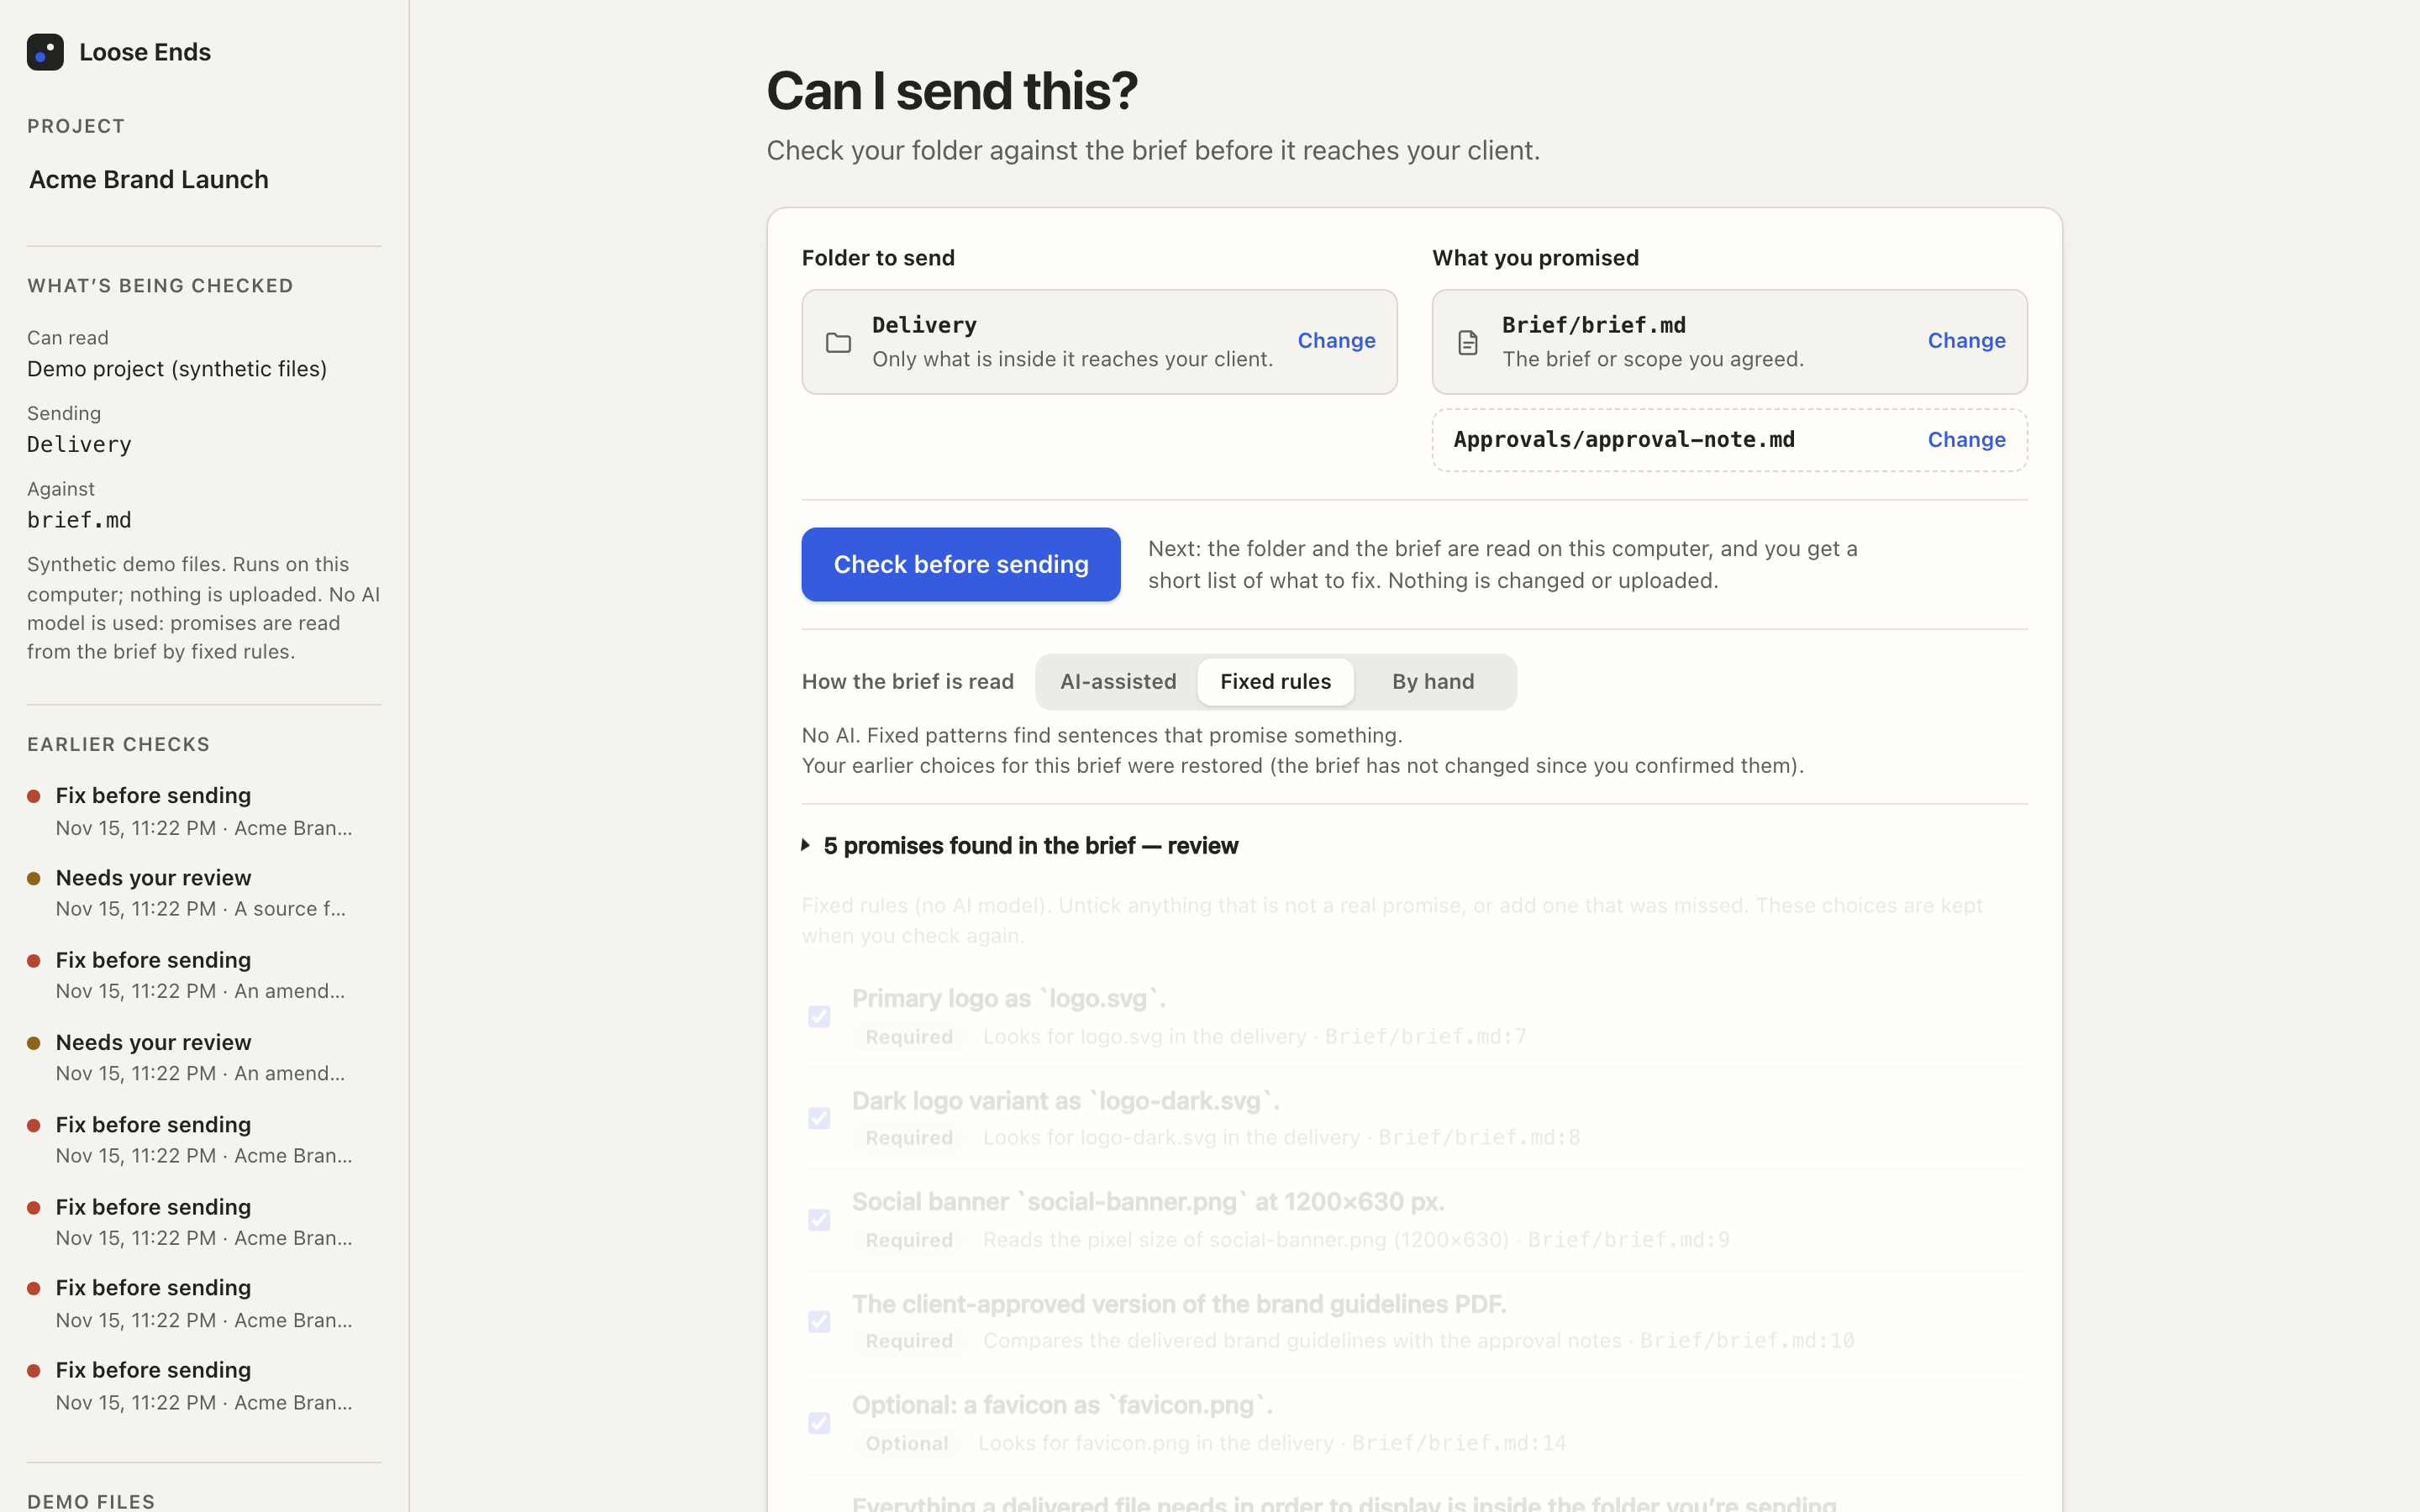 Loose Ends
PROJECT
Acme Brand Launch
WHAT’S BEING CHECKED
Can read
Demo project (synthetic files)
Sending
Delivery
Against
brief.md
Synthetic demo files. Runs on this
computer; nothing is uploaded. No AI
model is used: promises are read
from the brief by fixed rules.
EARLIER CHECKS
Fix before sending
Nov 15, 11:22 PM · Acme Bran...
Needs your review
Nov 15, 11:22 PM · A source f...
Fix before sending
Nov 15, 11:22 PM · An amend...
Needs your review
Nov 15, 11:22 PM · An amend...
Fix before sending
Nov 15, 11:22 PM · Acme Bran...
Fix before sending
Nov 15, 11:22 PM · Acme Bran...
Fix before sending
Nov 15, 11:22 PM · Acme Bran...
Fix before sending
Nov 15, 11:22 PM · Acme Bran...
DEMO FILES
Can I send this?
Check your folder against the brief before it reaches your client.
Folder to send
Delivery
Only what is inside it reaches your client.
Change
What you promised
Brief/brief.md
The brief or scope you agreed.
Change
Approvals/approval-note.md
Change
Check before sending
Next: the folder and the brief are read on this computer, and you get a
short list of what to fix. Nothing is changed or uploaded.
How the brief is read
AI-assisted
Fixed rules
By hand
No AI. Fixed patterns find sentences that promise something.
Your earlier choices for this brief were restored (the brief has not changed since you confirmed them).
5 promises found in the brief — review
Fixed rules (no AI model). Untick anything that is not a real promise, or add one that was missed. These choices are kept
when you check again.
Primary logo as `logo.svg`.
Required Looks for logo.svg in the delivery · Brief/brief.md:7
Dark logo variant as `logo-dark.svg`.
Required Looks for logo-dark.svg in the delivery · Brief/brief.md:8
Social banner `social-banner.png` at 1200×630 px.
Required Reads the pixel size of social-banner.png (1200×630) · Brief/brief.md:9
The client-approved version of the brand guidelines PDF.
Required Compares the delivered brand guidelines with the approval notes · Brief/brief.md:10
Optional: a favicon as `favicon.png`.
Optional Looks for favicon.png in the delivery · Brief/brief.md:14
Everything a delivered file needs in order to display is inside the folder you’re sending